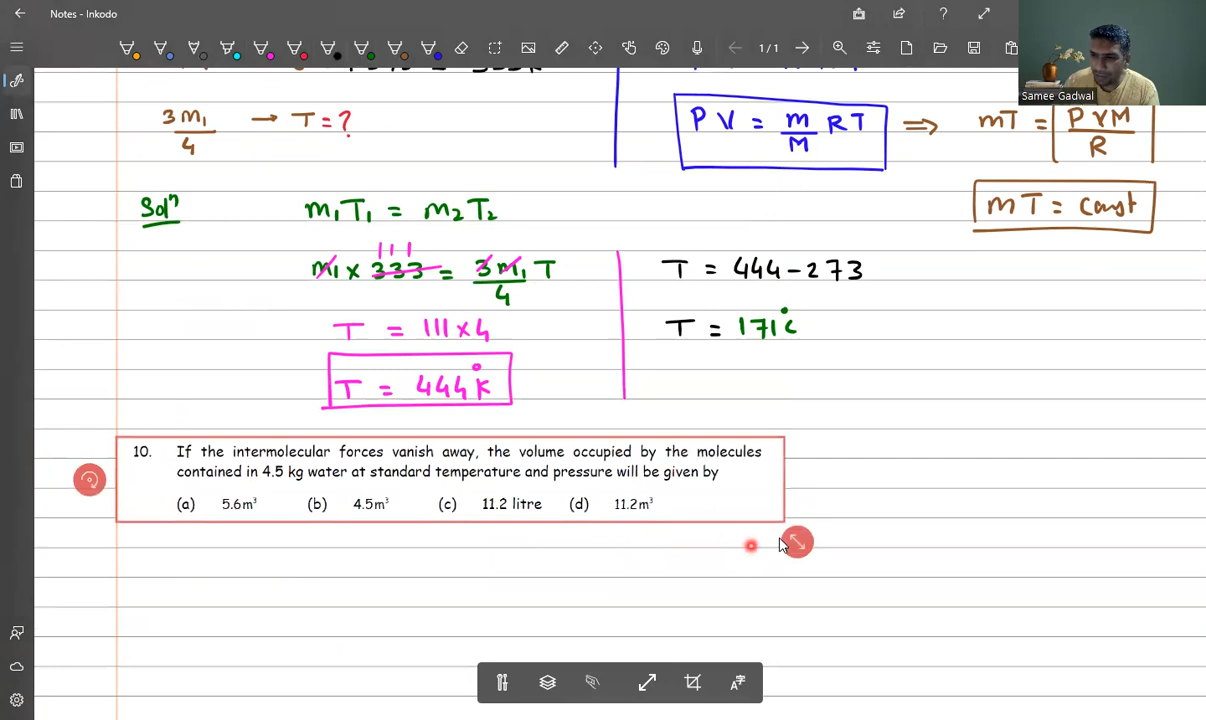 Notes - Inkodo
1/1
Samee Gadwal
3m₁/4 → T = ?
PV = m/M RT ⇒ mT = PVM/R
mT = Const
Solⁿ
m₁T₁ = m₂T₂
111
m₁ x 333 = 3m₁/4 T
T = 111 x 4
T = 444 °K
T = 444 - 273
T = 171°C
10. If the intermolecular forces vanish away, the volume occupied by the molecules
contained in 4.5 kg water at standard temperature and pressure will be given by
(a) 5.6m³ (b) 4.5m³ (c) 11.2 litre (d) 11.2m³